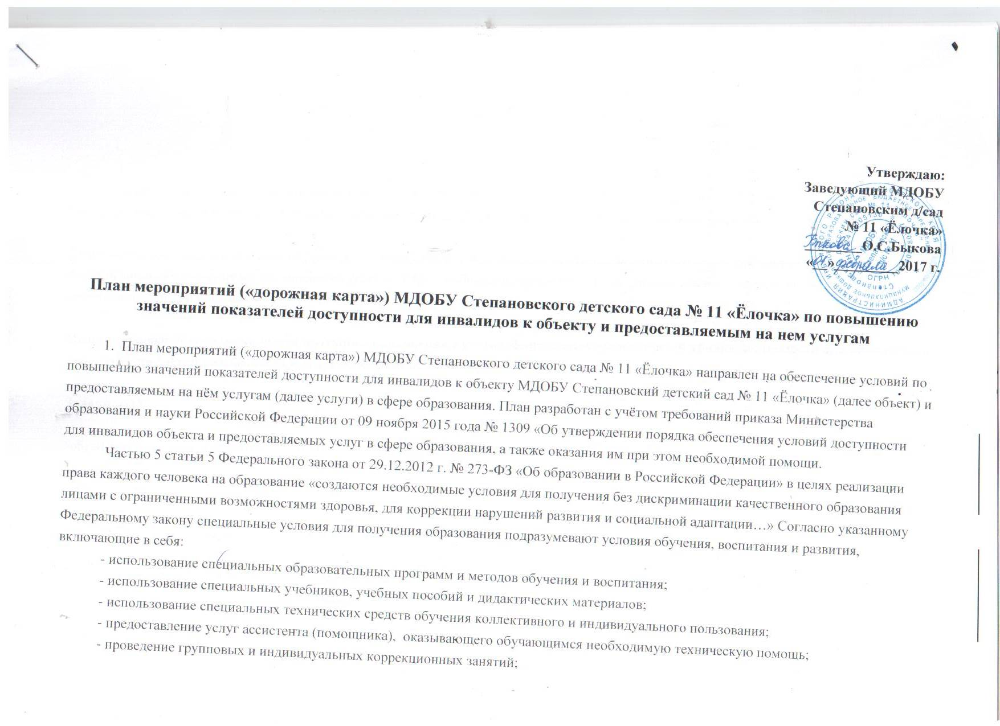 Утверждаю:
Заведующий МДОБУ
Степановским д/сад
№ 11 «Ёлочка»
Быкова О.С.Быкова
«01» февраля 2017 г.
План мероприятий («дорожная карта») МДОБУ Степановского детского сада № 11 «Ёлочка» по повышению
значений показателей доступности для инвалидов к объекту и предоставляемым на нем услугам
1. План мероприятий («дорожная карта») МДОБУ Степановского детского сада № 11 «Ёлочка» направлен на обеспечение условий по
повышению значений показателей доступности для инвалидов к объекту МДОБУ Степановский детский сад № 11 «Ёлочка» (далее объект) и
предоставляемым на нём услугам (далее услуги) в сфере образования. План разработан с учётом требований приказа Министерства
образования и науки Российской Федерации от 09 ноября 2015 года № 1309 «Об утверждении порядка обеспечения условий доступности
для инвалидов объекта и предоставляемых услуг в сфере образования, а также оказания им при этом необходимой помощи.
Частью 5 статьи 5 Федерального закона от 29.12.2012 г. № 273-ФЗ «Об образовании в Российской Федерации» в целях реализации
права каждого человека на образование «создаются необходимые условия для получения без дискриминации качественного образования
лицами с ограниченными возможностями здоровья, для коррекции нарушений развития и социальной адаптации…» Согласно указанному
Федеральному закону специальные условия для получения образования подразумевают условия обучения, воспитания и развития,
включающие в себя:
- использование специальных образовательных программ и методов обучения и воспитания;
- использование специальных учебников, учебных пособий и дидактических материалов;
- использование специальных технических средств обучения коллективного и индивидуального пользования;
- предоставление услуг ассистента (помощника), оказывающего обучающимся необходимую техническую помощь;
- проведение групповых и индивидуальных коррекционных занятий;